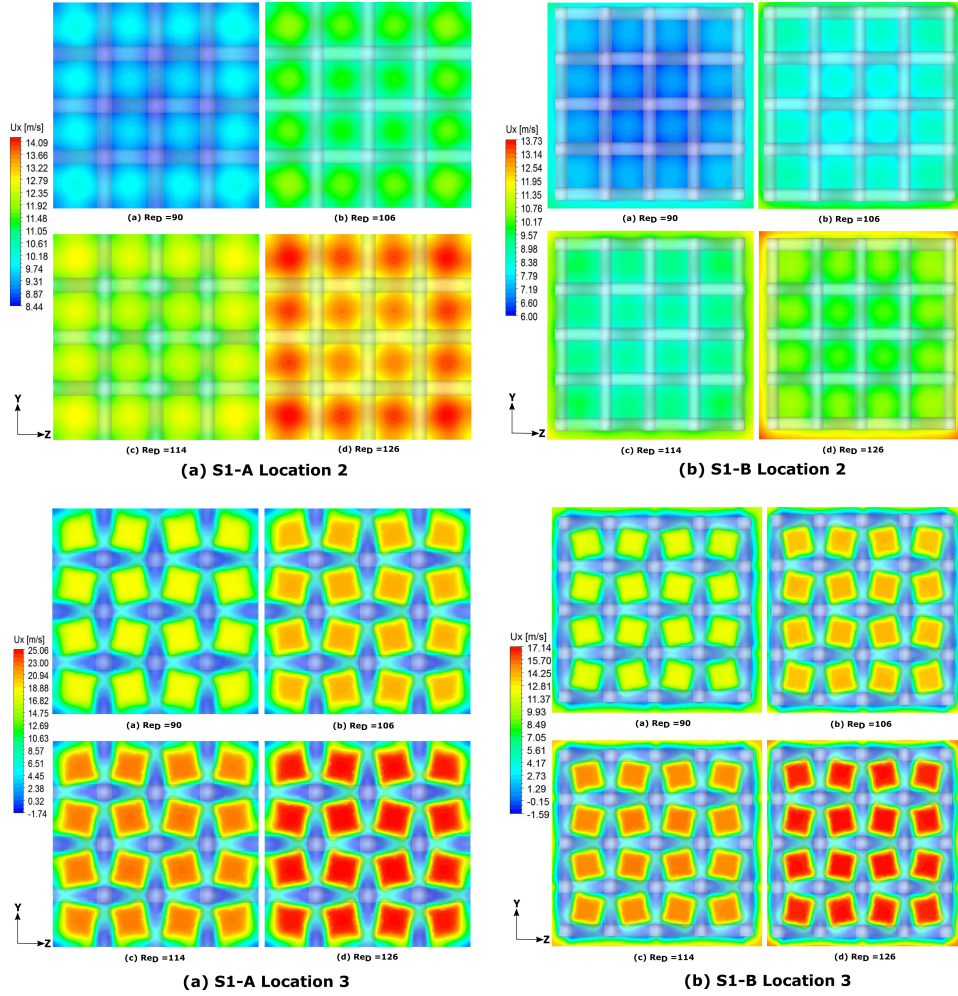 Ux [m/s]
14.09
13.66
13.22
12.79
12.35
11.92
11.48
11.05
10.61
10.18
9.74
9.31
8.87
8.44
(a) ReD =90
(b) ReD =106
(c) ReD =114
(d) ReD =126
Y
Z
(a) S1-A Location 2
Ux [m/s]
13.73
13.14
12.54
11.95
11.35
10.76
10.17
9.57
8.98
8.38
7.79
7.19
6.60
6.00
(a) ReD =90
(b) ReD =106
(c) ReD =114
(d) ReD =126
Y
Z
(b) S1-B Location 2
Ux [m/s]
25.06
23.00
20.94
18.88
16.82
14.75
12.69
10.63
8.57
6.51
4.45
2.38
0.32
-1.74
(a) ReD =90
(b) ReD =106
(c) ReD =114
(d) ReD =126
Y
Z
(a) S1-A Location 3
Ux [m/s]
17.14
15.70
14.25
12.81
11.37
9.93
8.49
7.05
5.61
4.17
2.73
1.29
-0.15
-1.59
(a) ReD =90
(b) ReD =106
(c) ReD =114
(d) ReD =126
Y
Z
(b) S1-B Location 3